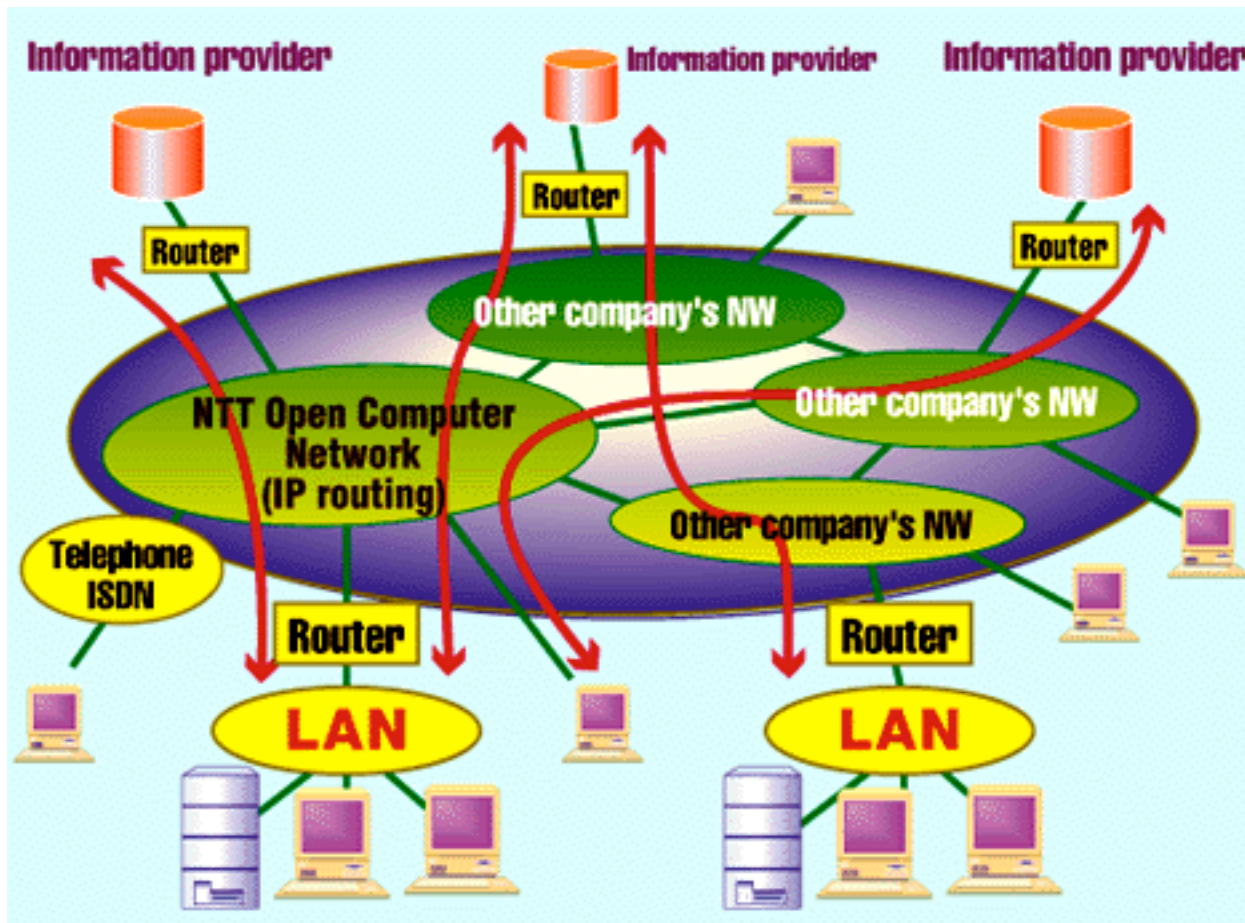 Information provider
Information provider
Information provider
Router
Router
Router
Other company's NW
NTT Open Computer
Network
(IP routing)
Other company's NW
Other company's NW
Telephone
ISDN
Router
Router
LAN
LAN